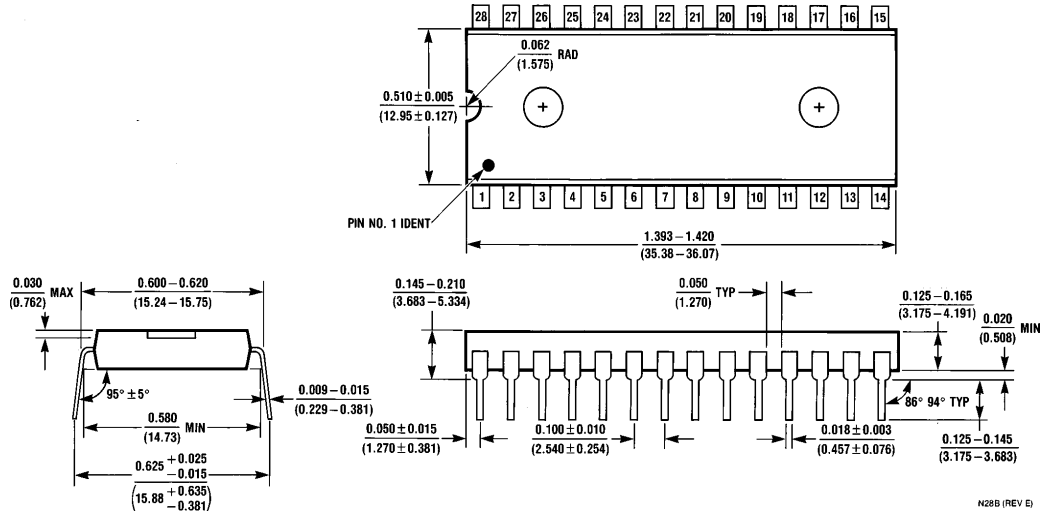 28 27 26 25 24 23 22 21 20 19 18 17 16 15
0.062
(1.575)
RAD
0.510 ± 0.005
(12.95 ± 0.127)
1 2 3 4 5 6 7 8 9 10 11 12 13 14
PIN NO. 1 IDENT
1.393 – 1.420
(35.38 – 36.07)
0.030
(0.762)
MAX
0.600 – 0.620
(15.24 – 15.75)
95° ± 5°
0.580
(14.73)
MIN
0.009 – 0.015
(0.229 – 0.381)
0.625 + 0.025
– 0.015
(15.88 + 0.635
– 0.381)
0.145 – 0.210
(3.683 – 5.334)
0.050
(1.270)
TYP
0.125 – 0.165
(3.175 – 4.191)
0.020
(0.508)
MIN
86° 94° TYP
0.050 ± 0.015
(1.270 ± 0.381)
0.100 ± 0.010
(2.540 ± 0.254)
0.018 ± 0.003
(0.457 ± 0.076)
0.125 – 0.145
(3.175 – 3.683)
N28B (REV E)